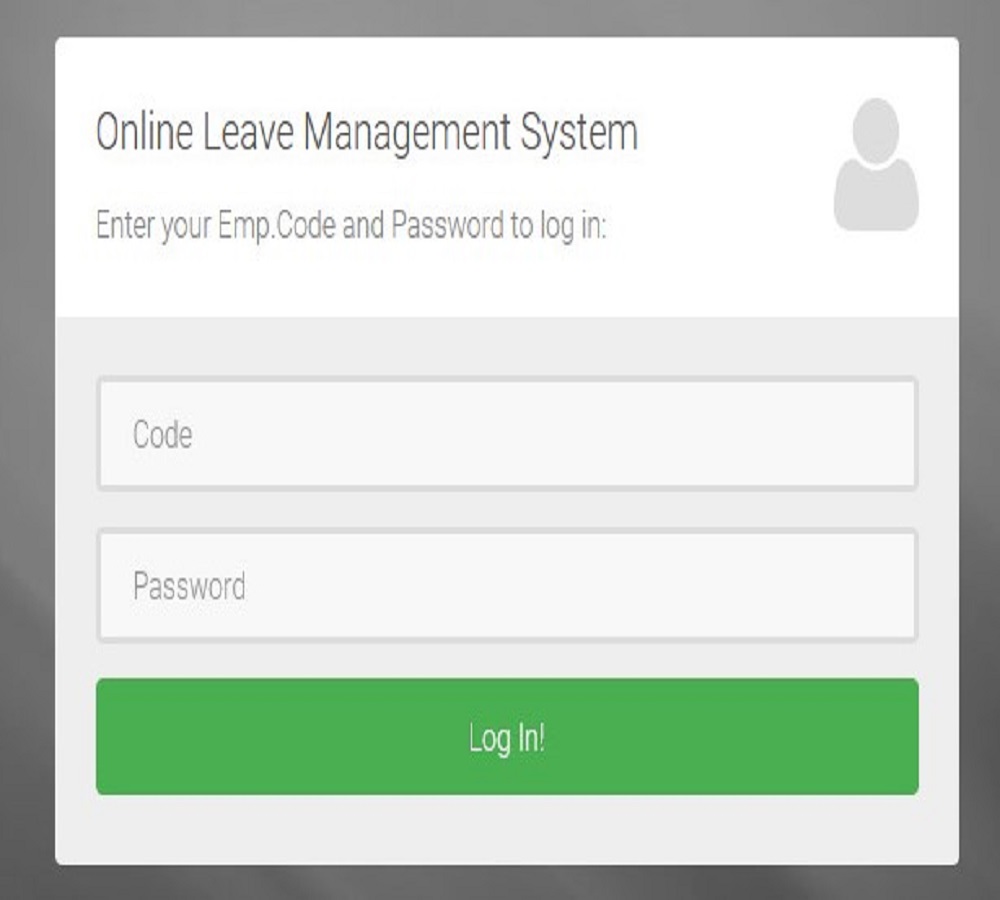 Online Leave Management System
Enter your Emp.Code and Password to log in:
Code
Password
Log In!